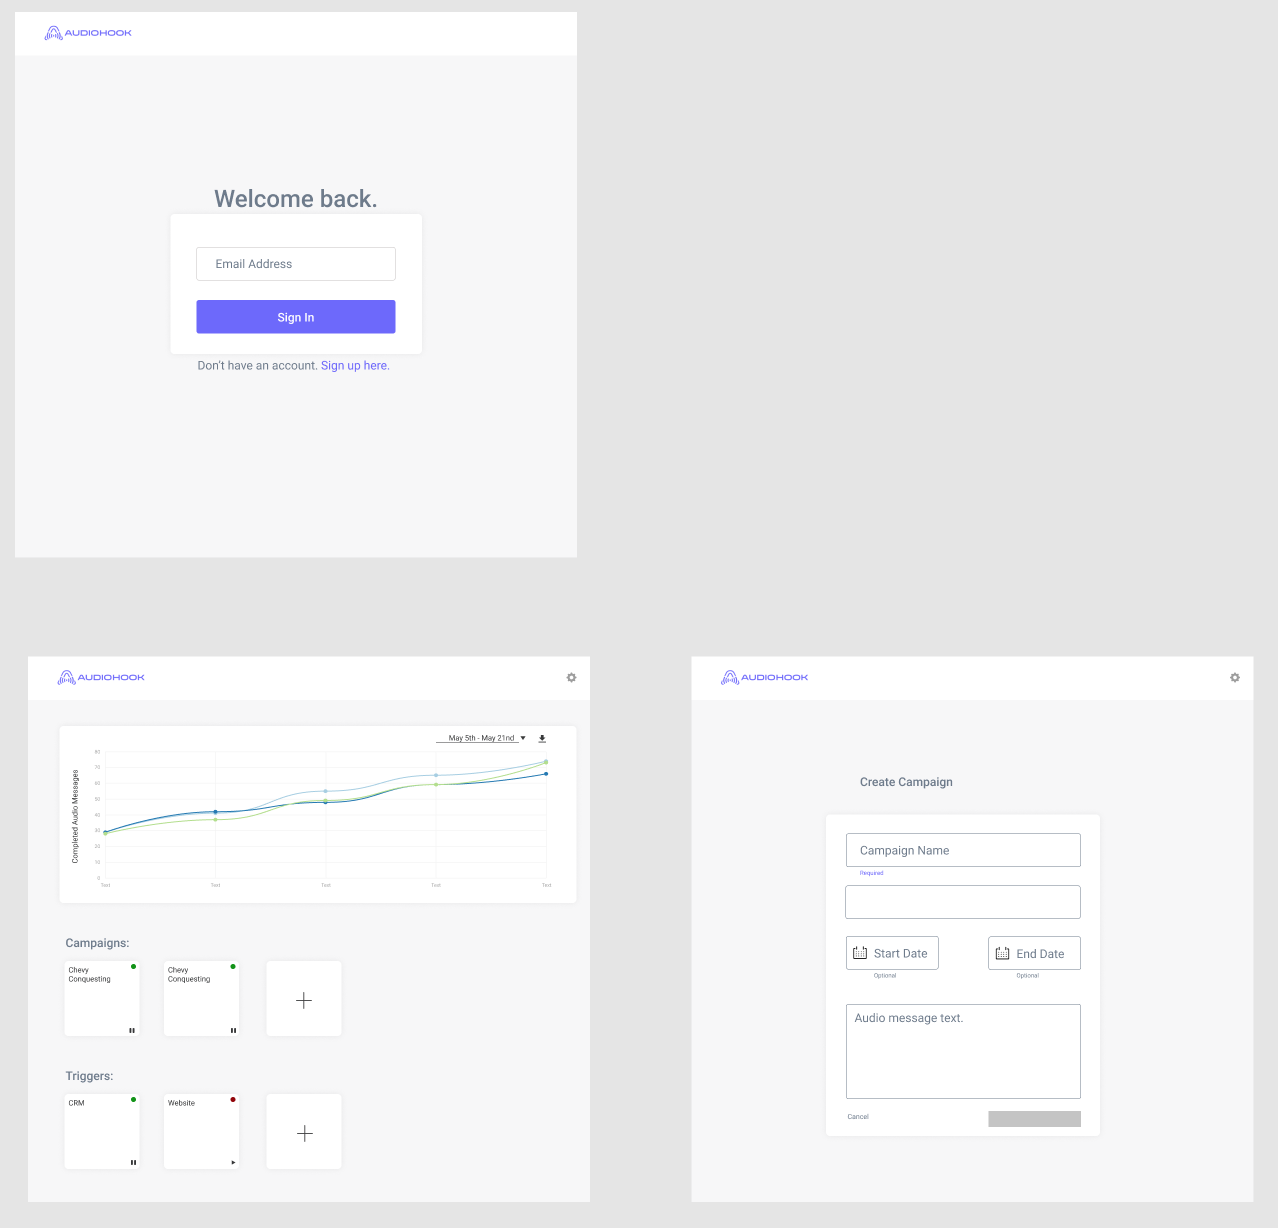 AUDIOHOOK
Welcome back.
Email Address
Sign In
Don't have an account. Sign up here.
AUDIOHOOK
May 5th - May 21nd
Completed Audio Messages
80
70
60
50
40
30
20
10
0
Text
Text
Text
Text
Text
Campaigns:
Chevy
Conquesting
Chevy
Conquesting
Triggers:
CRM
Website
AUDIOHOOK
Create Campaign
Campaign Name
Required
Start Date
End Date
Optional
Optional
Audio message text.
Cancel